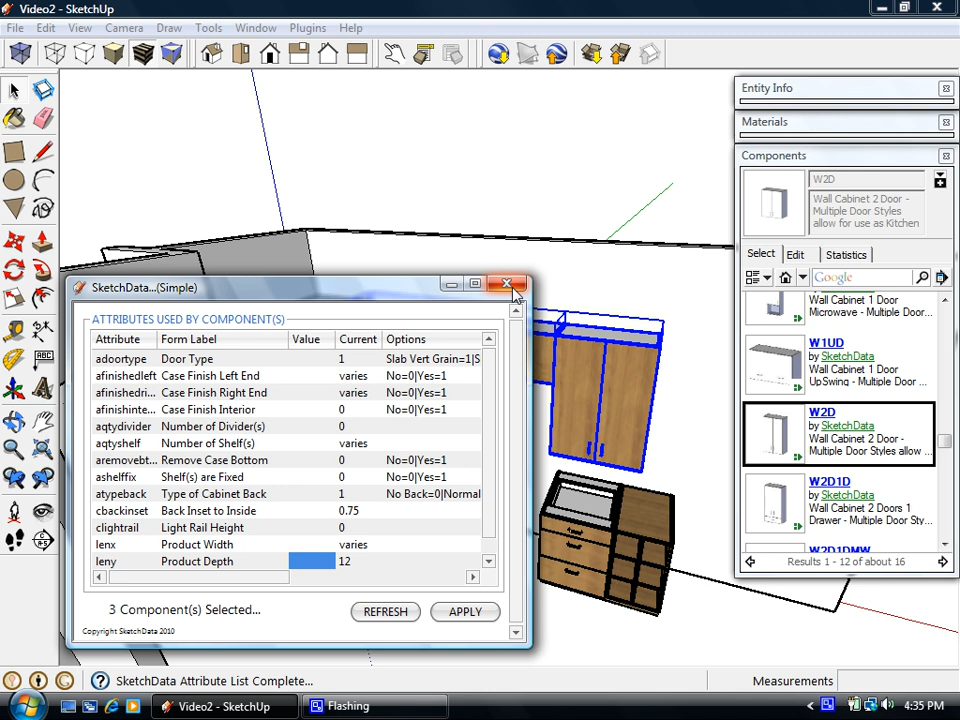 Video2 - SketchUp
File Edit View Camera Draw Tools Window Plugins Help
Entity Info
Materials
Components
W2D
Wall Cabinet 2 Door -
Multiple Door Styles
allow for use as Kitchen
Select Edit Statistics
Google
Wall Cabinet 1 Door
Microwave - Multiple Door...
W1UD
by SketchData
Wall Cabinet 1 Door
UpSwing - Multiple Door ...
W2D
by SketchData
Wall Cabinet 2 Door -
Multiple Door Styles allow ...
W2D1D
by SketchData
Wall Cabinet 2 Doors 1
Drawer - Multiple Door Sty...
W2D1DMW
Results 1 - 12 of about 16
SketchData...(Simple)
ATTRIBUTES USED BY COMPONENT(S)
Attribute Form Label Value Current Options
adoortype Door Type 1 Slab Vert Grain=1|S
afinishedleft Case Finish Left End varies No=0|Yes=1
afinishedri... Case Finish Right End varies No=0|Yes=1
afinishinte... Case Finish Interior 0 No=0|Yes=1
aqtydivider Number of Divider(s) 0
aqtyshelf Number of Shelf(s) varies
aremovebt... Remove Case Bottom 0 No=0|Yes=1
ashelffix Shelf(s) are Fixed 0 No=0|Yes=1
atypeback Type of Cabinet Back 1 No Back=0|Normal
cbackinset Back Inset to Inside 0.75
clightrail Light Rail Height 0
lenx Product Width varies
leny Product Depth 12
3 Component(s) Selected...
REFRESH APPLY
Copyright SketchData 2010
SketchData Attribute List Complete...
Measurements
Video2 - SketchUp
Flashing
4:35 PM